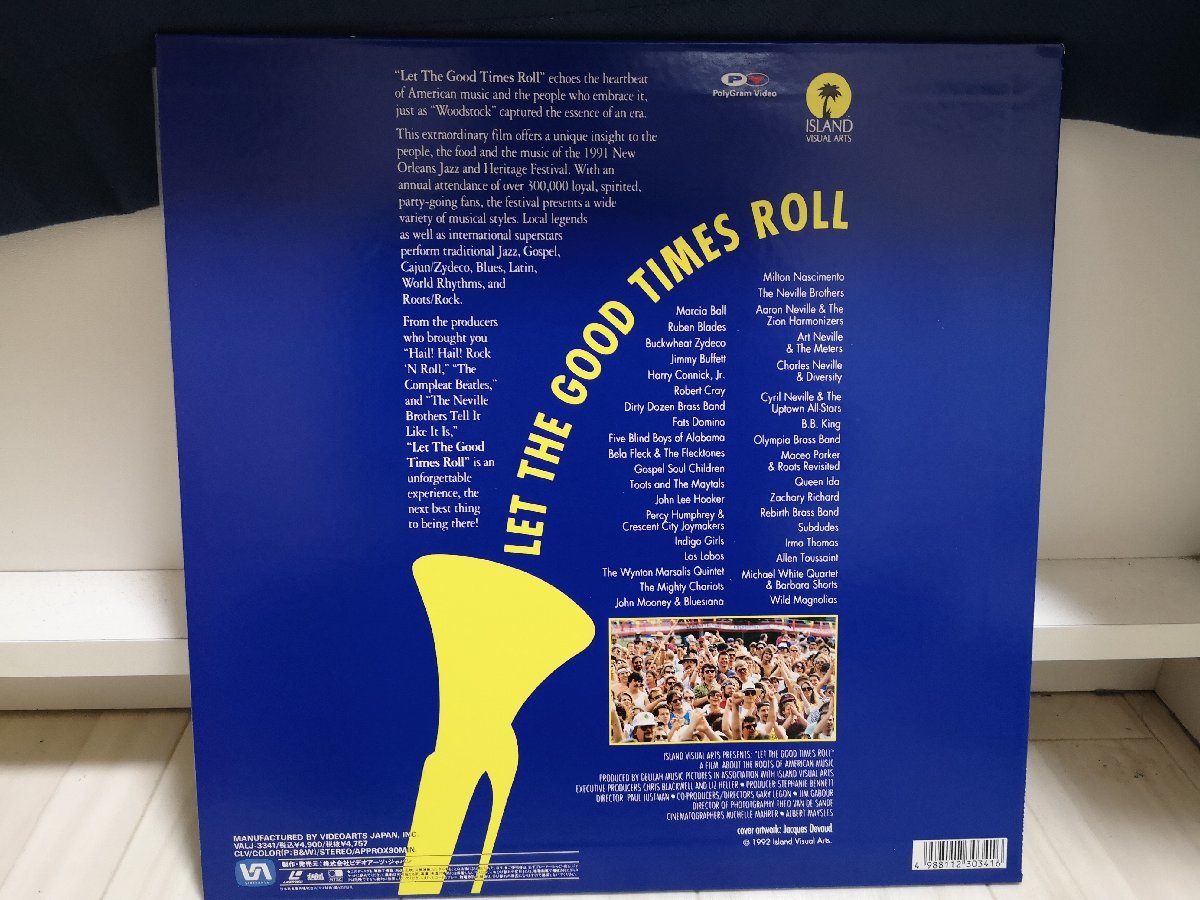 "Let The Good Times Roll" echoes the heartbeat
of American music and the people who embrace it,
just as "Woodstock" captured the essence of an era.
This extraordinary film offers a unique insight to the
people, the food and the music of the 1991 New
Orleans Jazz and Heritage Festival. With an
annual attendance of over 300,000 loyal, spirited,
party-going fans, the festival presents a wide
variety of musical styles. Local legends
as well as international superstars
perform traditional Jazz, Gospel,
Cajun/Zydeco, Blues, Latin,
World Rhythms, and
Roots/Rock.
From the producers
who brought you
"Hail! Hail! Rock
'N Roll," "The
Compleat Beatles,"
and "The Neville
Brothers Tell It
Like It Is,"
"Let The Good
Times Roll" is an
unforgettable
experience, the
next best thing
to being there!
PolyGram Video
ISLAND
VISUAL ARTS
LET THE GOOD TIMES ROLL
Marcia Ball
Ruben Blades
Buckwheat Zydeco
Jimmy Buffett
Harry Connick, Jr.
Robert Cray
Dirty Dozen Brass Band
Fats Domino
Five Blind Boys of Alabama
Bela Fleck & The Flecktones
Gospel Soul Children
Toots and The Maytals
John Lee Hooker
Percy Humphrey &
Crescent City Joymakers
Indigo Girls
Los Lobos
The Wynton Marsalis Quintet
The Mighty Chariots
John Mooney & Bluesiana
Milton Nascimento
The Neville Brothers
Aaron Neville & The
Zion Harmonizers
Art Neville
& The Meters
Charles Neville
& Diversity
Cyril Neville & The
Uptown All-Stars
B.B. King
Olympia Brass Band
Maceo Parker
& Roots Revisited
Queen Ida
Zachary Richard
Rebirth Brass Band
Subdudes
Irma Thomas
Allen Toussaint
Michael White Quartet
& Barbara Shorts
Wild Magnolias
ISLAND VISUAL ARTS PRESENTS: "LET THE GOOD TIMES ROLL"
A FILM ABOUT THE ROOTS OF AMERICAN MUSIC
PRODUCED BY DELILAH MUSIC PICTURES IN ASSOCIATION WITH ISLAND VISUAL ARTS
EXECUTIVE PRODUCERS CHRIS BLACKWELL AND LIZ HELLER • PRODUCER STEPHANIE BENNETT
DIRECTOR PAUL JUSTMAN • CO-PRODUCERS/DIRECTORS GARY LEGON • JIM GABOUR
DIRECTOR OF PHOTOGRAPHY THEO VAN DE SANDE
CINEMATOGRAPHERS MICHELLE MAHRER • ALBERT MAYSLES
cover artwork: Jacques Devaud
© 1992 Island Visual Arts.
MANUFACTURED BY VIDEOARTS JAPAN, INC
VALJ-3341/税込¥4,900/税抜¥4,757
CLV/COLOR(P:B&W)/STEREO/APPROX90MIN.
製作・発売元：株式会社ビデオアーツ・ジャパン
4 988112 303416